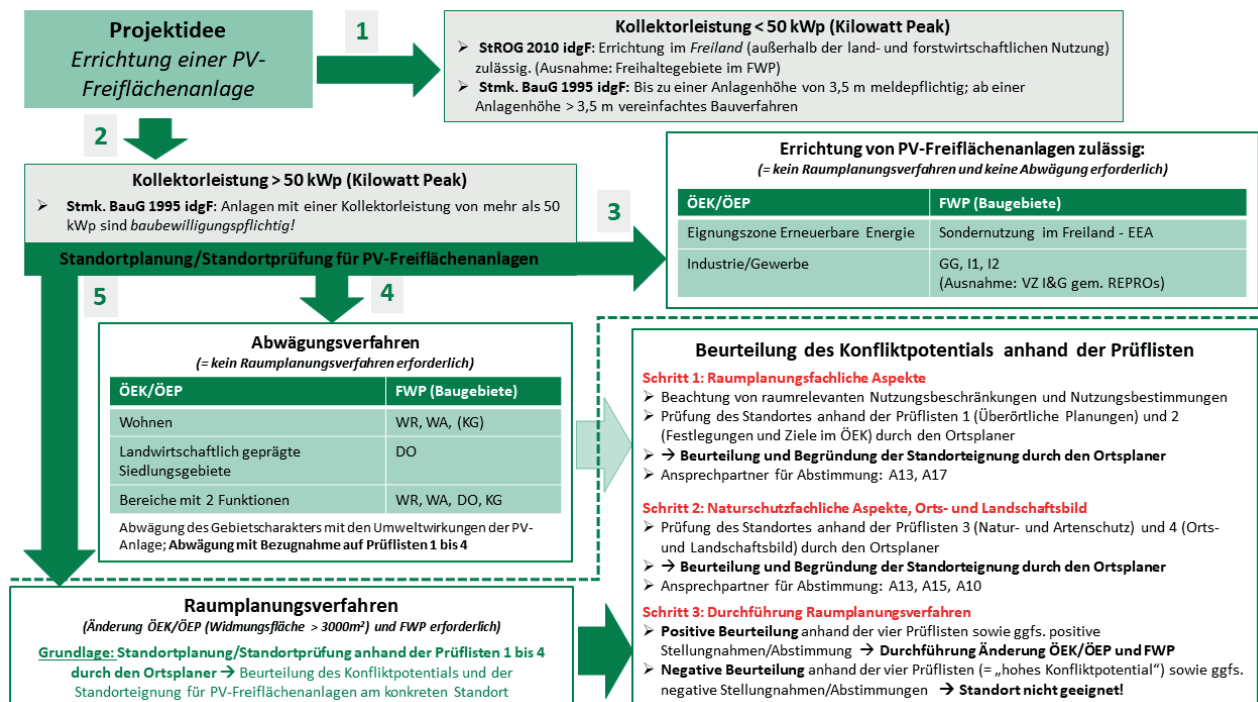 Projektidee
Errichtung einer PV-
Freiflächenanlage
1
Kollektorleistung < 50 kWp (Kilowatt Peak)
➢ StROG 2010 idgF: Errichtung im Freiland (außerhalb der land- und forstwirtschaftlichen Nutzung)
zulässig. (Ausnahme: Freihaltegebiete im FWP)
➢ Stmk. BauG 1995 idgF: Bis zu einer Anlagenhöhe von 3,5 m meldepflichtig; ab einer
Anlagenhöhe > 3,5 m vereinfachtes Bauverfahren
2
Kollektorleistung > 50 kWp (Kilowatt Peak)
➢ Stmk. BauG 1995 idgF: Anlagen mit einer Kollektorleistung von mehr als 50
kWp sind baubewilligungspflichtig!
Standortplanung/Standortprüfung für PV-Freiflächenanlagen
3
Errichtung von PV-Freiflächenanlagen zulässig:
(= kein Raumplanungsverfahren und keine Abwägung erforderlich)
ÖEK/ÖEP FWP (Baugebiete)
Eignungszone Erneuerbare Energie Sondernutzung im Freiland - EEA
Industrie/Gewerbe GG, I1, I2
(Ausnahme: VZ I&G gem. REPROs)
5
4
Abwägungsverfahren
(= kein Raumplanungsverfahren erforderlich)
ÖEK/ÖEP FWP (Baugebiete)
Wohnen WR, WA, (KG)
Landwirtschaftlich geprägte DO
Siedlungsgebiete
Bereiche mit 2 Funktionen WR, WA, DO, KG
Abwägung des Gebietscharakters mit den Umweltwirkungen der PV-
Anlage; Abwägung mit Bezugnahme auf Prüflisten 1 bis 4
Raumplanungsverfahren
(Änderung ÖEK/ÖEP (Widmungsfläche > 3000m²) und FWP erforderlich)
Grundlage: Standortplanung/Standortprüfung anhand der Prüflisten 1 bis 4
durch den Ortsplaner → Beurteilung des Konfliktpotentials und der
Standorteignung für PV-Freiflächenanlagen am konkreten Standort
Beurteilung des Konfliktpotentials anhand der Prüflisten
Schritt 1: Raumplanungsfachliche Aspekte
➢ Beachtung von raumrelevanten Nutzungsbeschränkungen und Nutzungsbestimmungen
➢ Prüfung des Standortes anhand der Prüflisten 1 (Überörtliche Planungen) und 2
(Festlegungen und Ziele im ÖEK) durch den Ortsplaner
➢ → Beurteilung und Begründung der Standorteignung durch den Ortsplaner
➢ Ansprechpartner für Abstimmung: A13, A17
Schritt 2: Naturschutzfachliche Aspekte, Orts- und Landschaftsbild
➢ Prüfung des Standortes anhand der Prüflisten 3 (Natur- und Artenschutz) und 4 (Orts-
und Landschaftsbild) durch den Ortsplaner
➢ → Beurteilung und Begründung der Standorteignung durch den Ortsplaner
➢ Ansprechpartner für Abstimmung: A13, A15, A10
Schritt 3: Durchführung Raumplanungsverfahren
➢ Positive Beurteilung anhand der vier Prüflisten sowie ggfs. positive
Stellungnahmen/Abstimmung → Durchführung Änderung ÖEK/ÖEP und FWP
➢ Negative Beurteilung anhand der vier Prüflisten (= „hohes Konfliktpotential“) sowie ggfs.
negative Stellungnahmen/Abstimmungen → Standort nicht geeignet!